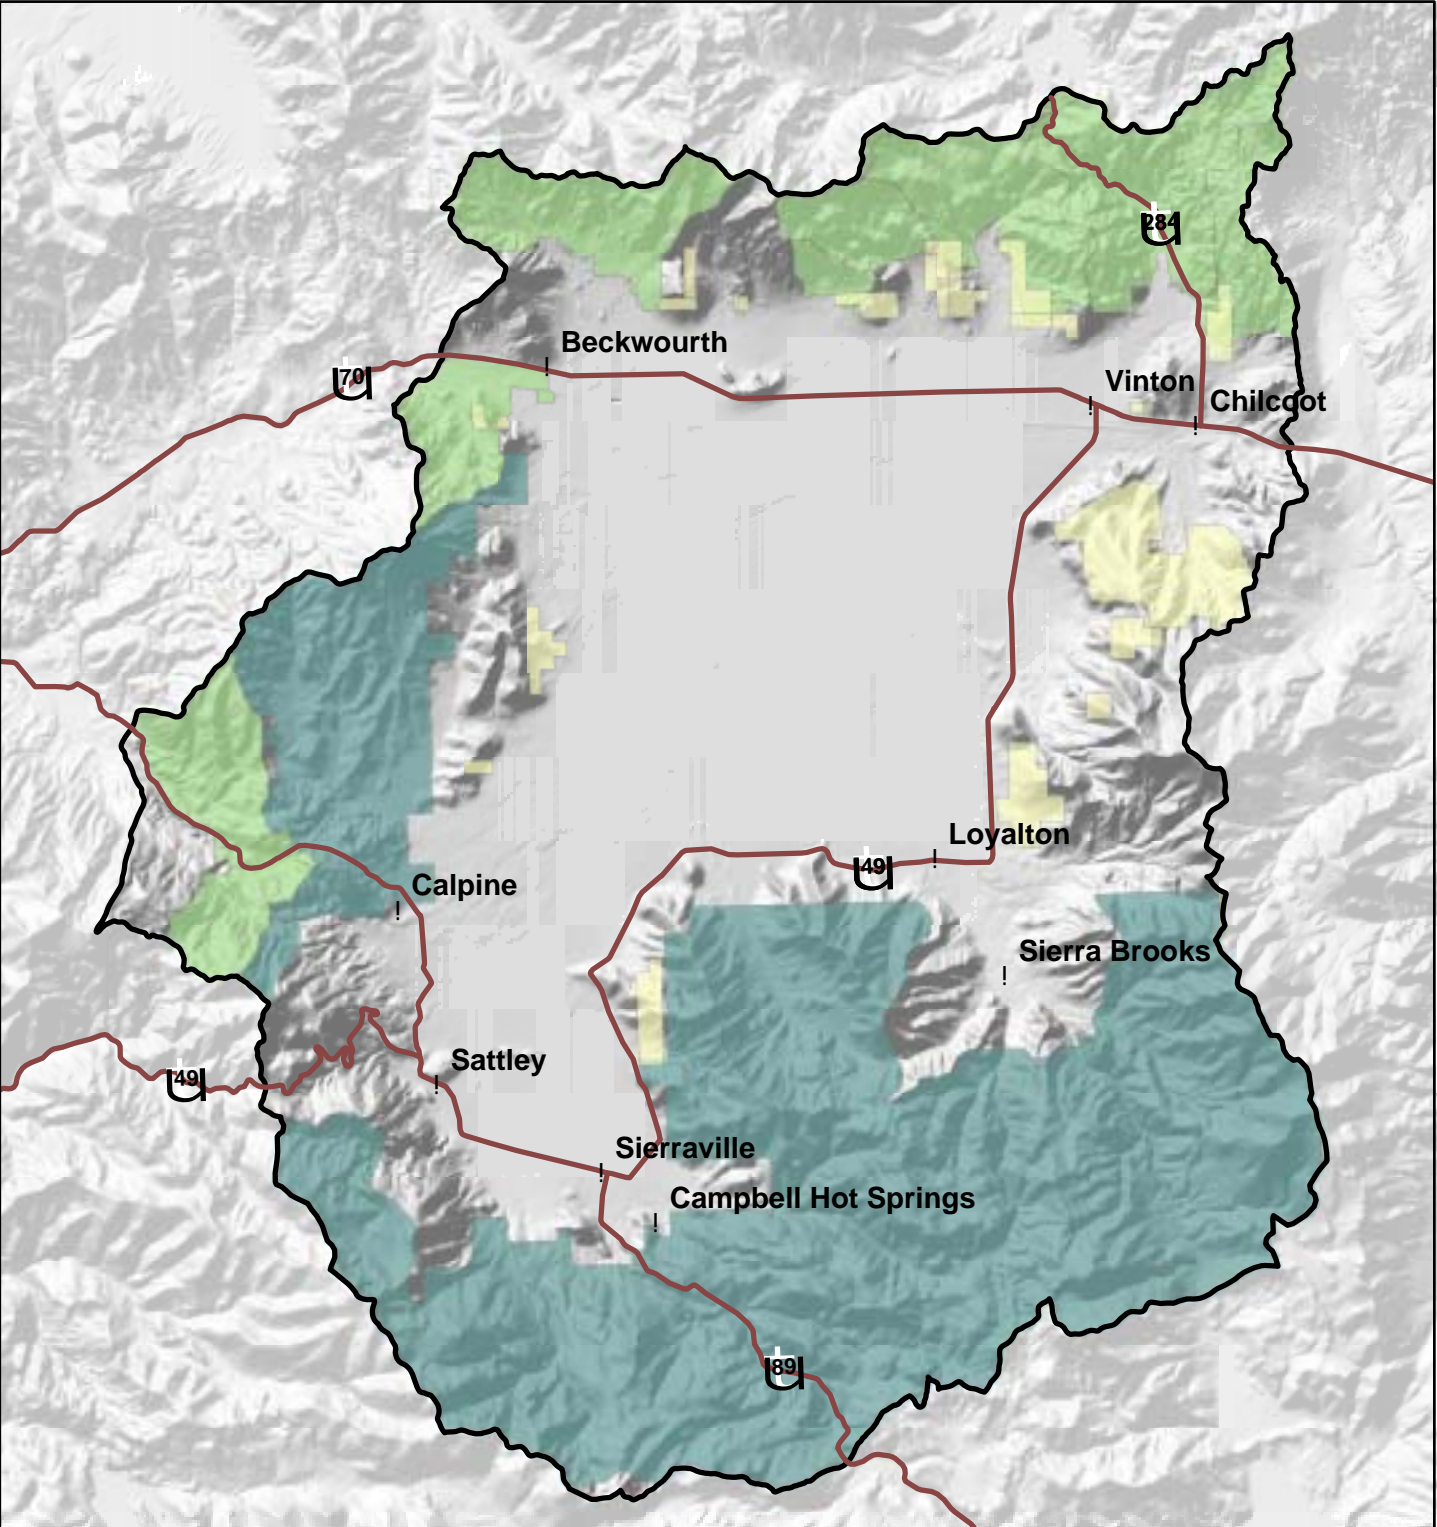 284
Beckwourth
70
Vinton
Chilcoot
Loyalton
49
Calpine
Sierra Brooks
Sattley
49
Sierraville
Campbell Hot Springs
89